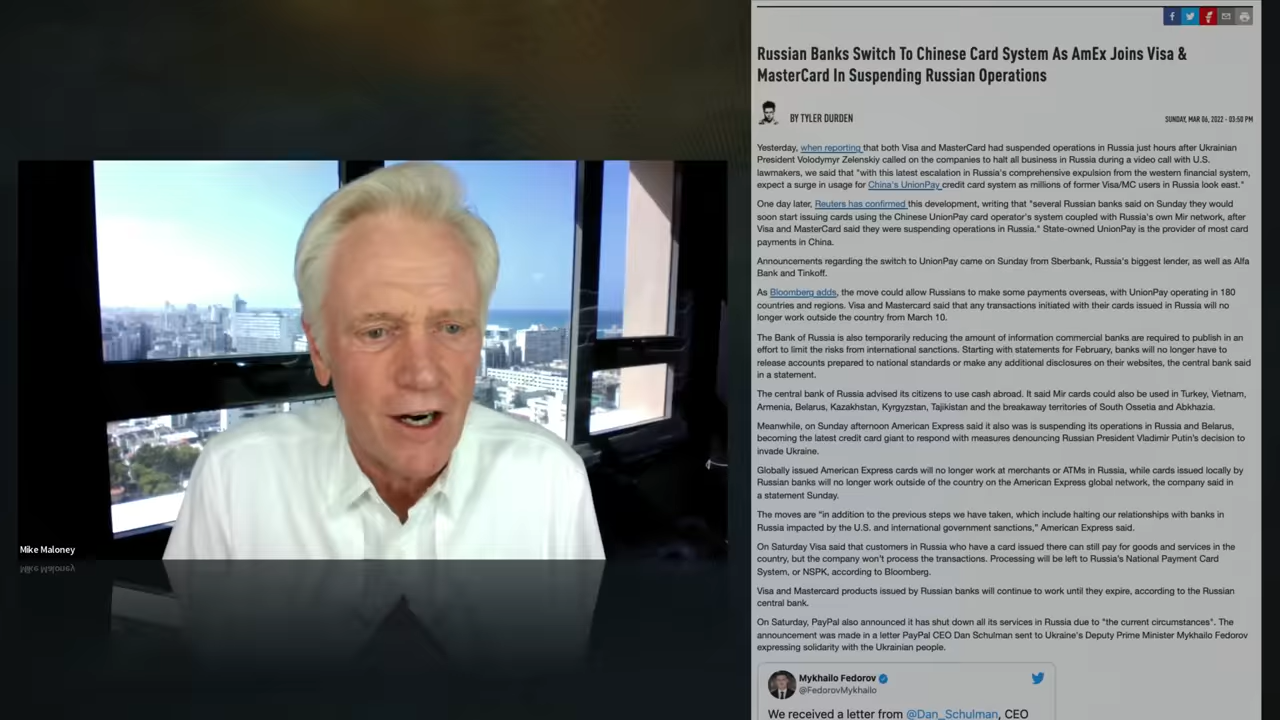 Russian Banks Switch To Chinese Card System As AmEx Joins Visa &
MasterCard In Suspending Russian Operations
BY TYLER DURDEN
SUNDAY, MAR 06, 2022 - 03:50 PM
Yesterday, when reporting that both Visa and MasterCard had suspended operations in Russia just hours after Ukrainian
President Volodymyr Zelenskiy called on the companies to halt all business in Russia during a video call with U.S.
lawmakers, we said that "with this latest escalation in Russia's comprehensive expulsion from the western financial system,
expect a surge in usage for China's UnionPay credit card system as millions of former Visa/MC users in Russia look east."
One day later, Reuters has confirmed this development, writing that "several Russian banks said on Sunday they would
soon start issuing cards using the Chinese UnionPay card operator's system coupled with Russia's own Mir network, after
Visa and MasterCard said they were suspending operations in Russia." State-owned UnionPay is the provider of most card
payments in China.
Announcements regarding the switch to UnionPay came on Sunday from Sberbank, Russia's biggest lender, as well as Alfa
Bank and Tinkoff.
As Bloomberg adds, the move could allow Russians to make some payments overseas, with UnionPay operating in 180
countries and regions. Visa and Mastercard said that any transactions initiated with their cards issued in Russia will no
longer work outside the country from March 10.
The Bank of Russia is also temporarily reducing the amount of information commercial banks are required to publish in an
effort to limit the risks from international sanctions. Starting with statements for February, banks will no longer have to
release accounts prepared to national standards or make any additional disclosures on their websites, the central bank said
in a statement.
The central bank of Russia advised its citizens to use cash abroad. It said Mir cards could also be used in Turkey, Vietnam,
Armenia, Belarus, Kazakhstan, Kyrgyzstan, Tajikistan and the breakaway territories of South Ossetia and Abkhazia.
Meanwhile, on Sunday afternoon American Express said it also was is suspending its operations in Russia and Belarus,
becoming the latest credit card giant to respond with measures denouncing Russian President Vladimir Putin's decision to
invade Ukraine.
Globally issued American Express cards will no longer work at merchants or ATMs in Russia, while cards issued locally by
Russian banks will no longer work outside of the country on the American Express global network, the company said in
a statement Sunday.
The moves are “in addition to the previous steps we have taken, which include halting our relationships with banks in
Russia impacted by the U.S. and international government sanctions,” American Express said.
On Saturday Visa said that customers in Russia who have a card issued there can still pay for goods and services in the
country, but the company won't process the transactions. Processing will be left to Russia's National Payment Card
System, or NSPK, according to Bloomberg.
Visa and Mastercard products issued by Russian banks will continue to work until they expire, according to the Russian
central bank.
On Saturday, PayPal also announced it has shut down all its services in Russia due to "the current circumstances". The
announcement was made in a letter PayPal CEO Dan Schulman sent to Ukraine's Deputy Prime Minister Mykhailo Fedorov
expressing solidarity with the Ukrainian people.
Mykhailo Fedorov
@FedorovMykhailo
We received a letter from @Dan_Schulman, CEO
Mike Maloney
Mike Maloney